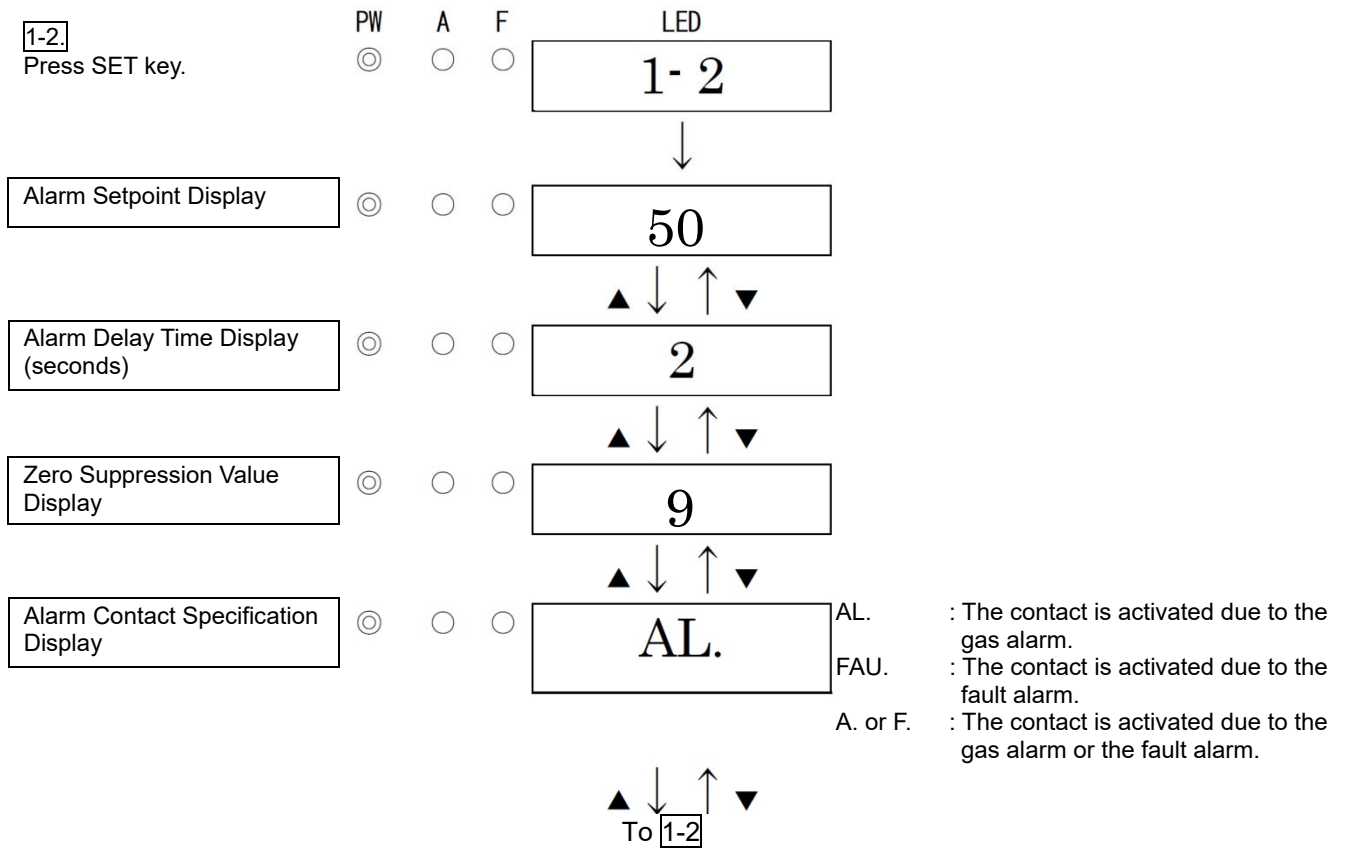 PW A F LED
1-2.
Press SET key.
◎ ○ ○ 1- 2
↓
Alarm Setpoint Display ◎ ○ ○ 50
▲ ↓ ↑ ▼
Alarm Delay Time Display
(seconds)
◎ ○ ○ 2
▲ ↓ ↑ ▼
Zero Suppression Value
Display
◎ ○ ○ 9
▲ ↓ ↑ ▼
Alarm Contact Specification
Display
◎ ○ ○ AL.
AL. : The contact is activated due to the
gas alarm.
FAU. : The contact is activated due to the
fault alarm.
A. or F. : The contact is activated due to the
gas alarm or the fault alarm.
▲ ↓ ↑ ▼
To 1-2